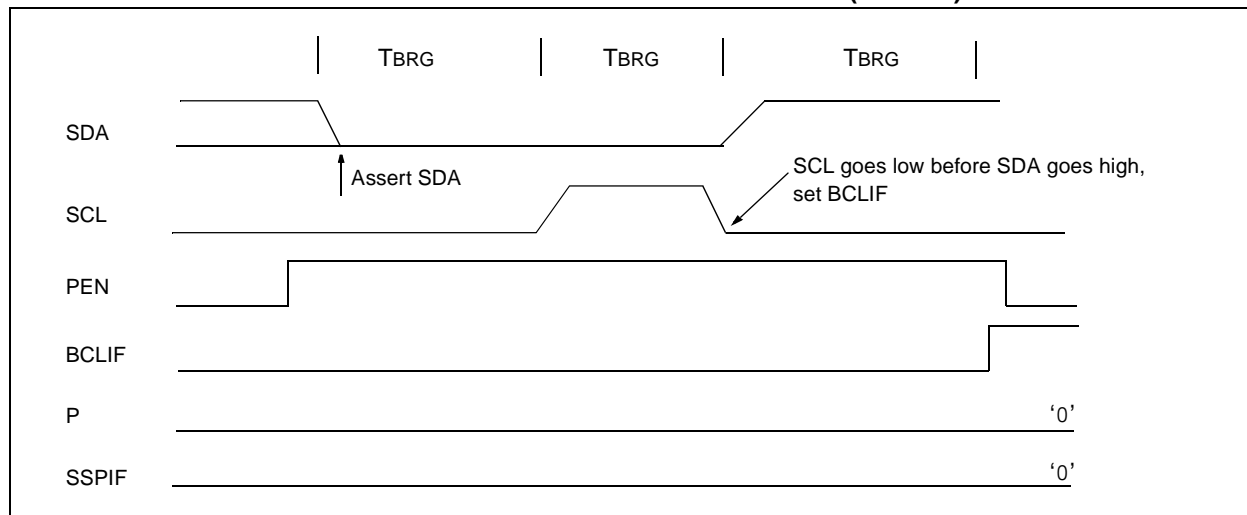 TBRG TBRG TBRG
SDA
Assert SDA
SCL goes low before SDA goes high,
set BCLIF
SCL
PEN
BCLIF
P
‘0’
SSPIF
‘0’